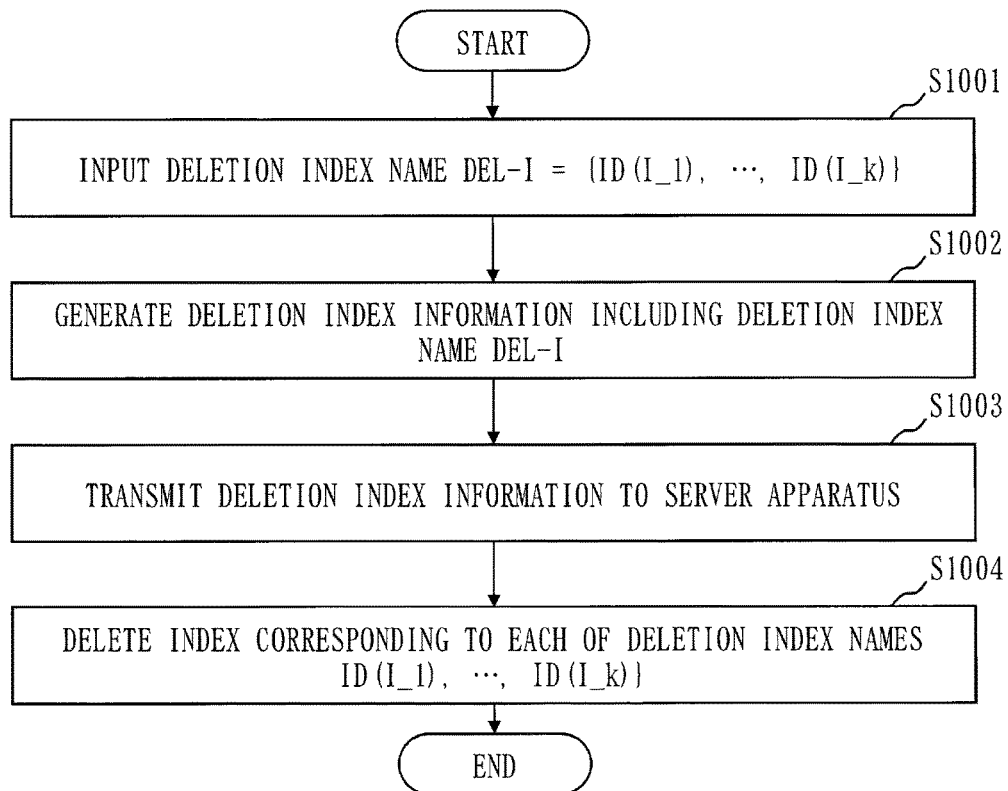 START
S1001
INPUT DELETION INDEX NAME DEL-I = {ID(I_1), ⋯, ID(I_k)}
S1002
GENERATE DELETION INDEX INFORMATION INCLUDING DELETION INDEX
NAME DEL-I
S1003
TRANSMIT DELETION INDEX INFORMATION TO SERVER APPARATUS
S1004
DELETE INDEX CORRESPONDING TO EACH OF DELETION INDEX NAMES
ID(I_1), ⋯, ID(I_k)}
END